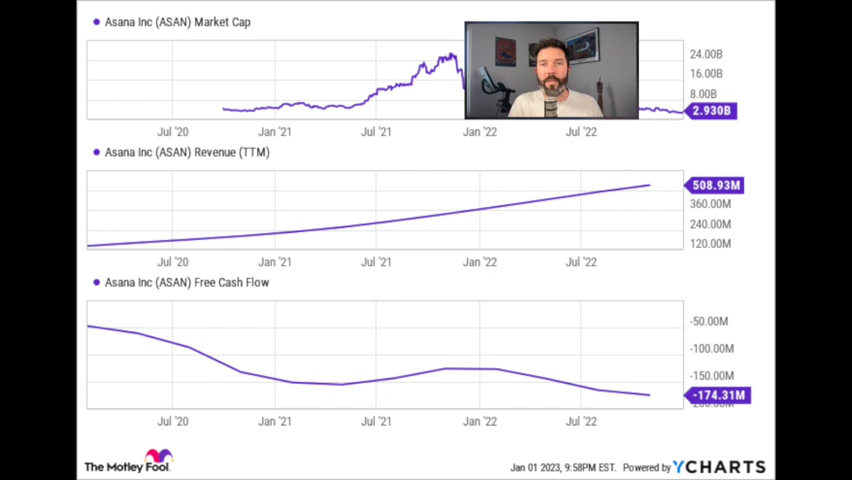 Asana Inc (ASAN) Market Cap
24.00B
16.00B
8.00B
2.930B
Jul '20 Jan '21 Jul '21 Jan '22 Jul '22
Asana Inc (ASAN) Revenue (TTM)
508.93M
360.00M
240.00M
120.00M
Jul '20 Jan '21 Jul '21 Jan '22 Jul '22
Asana Inc (ASAN) Free Cash Flow
-50.00M
-100.00M
-150.00M
-174.31M
Jul '20 Jan '21 Jul '21 Jan '22 Jul '22
The Motley Fool.
Jan 01 2023, 9:58PM EST. Powered by YCHARTS